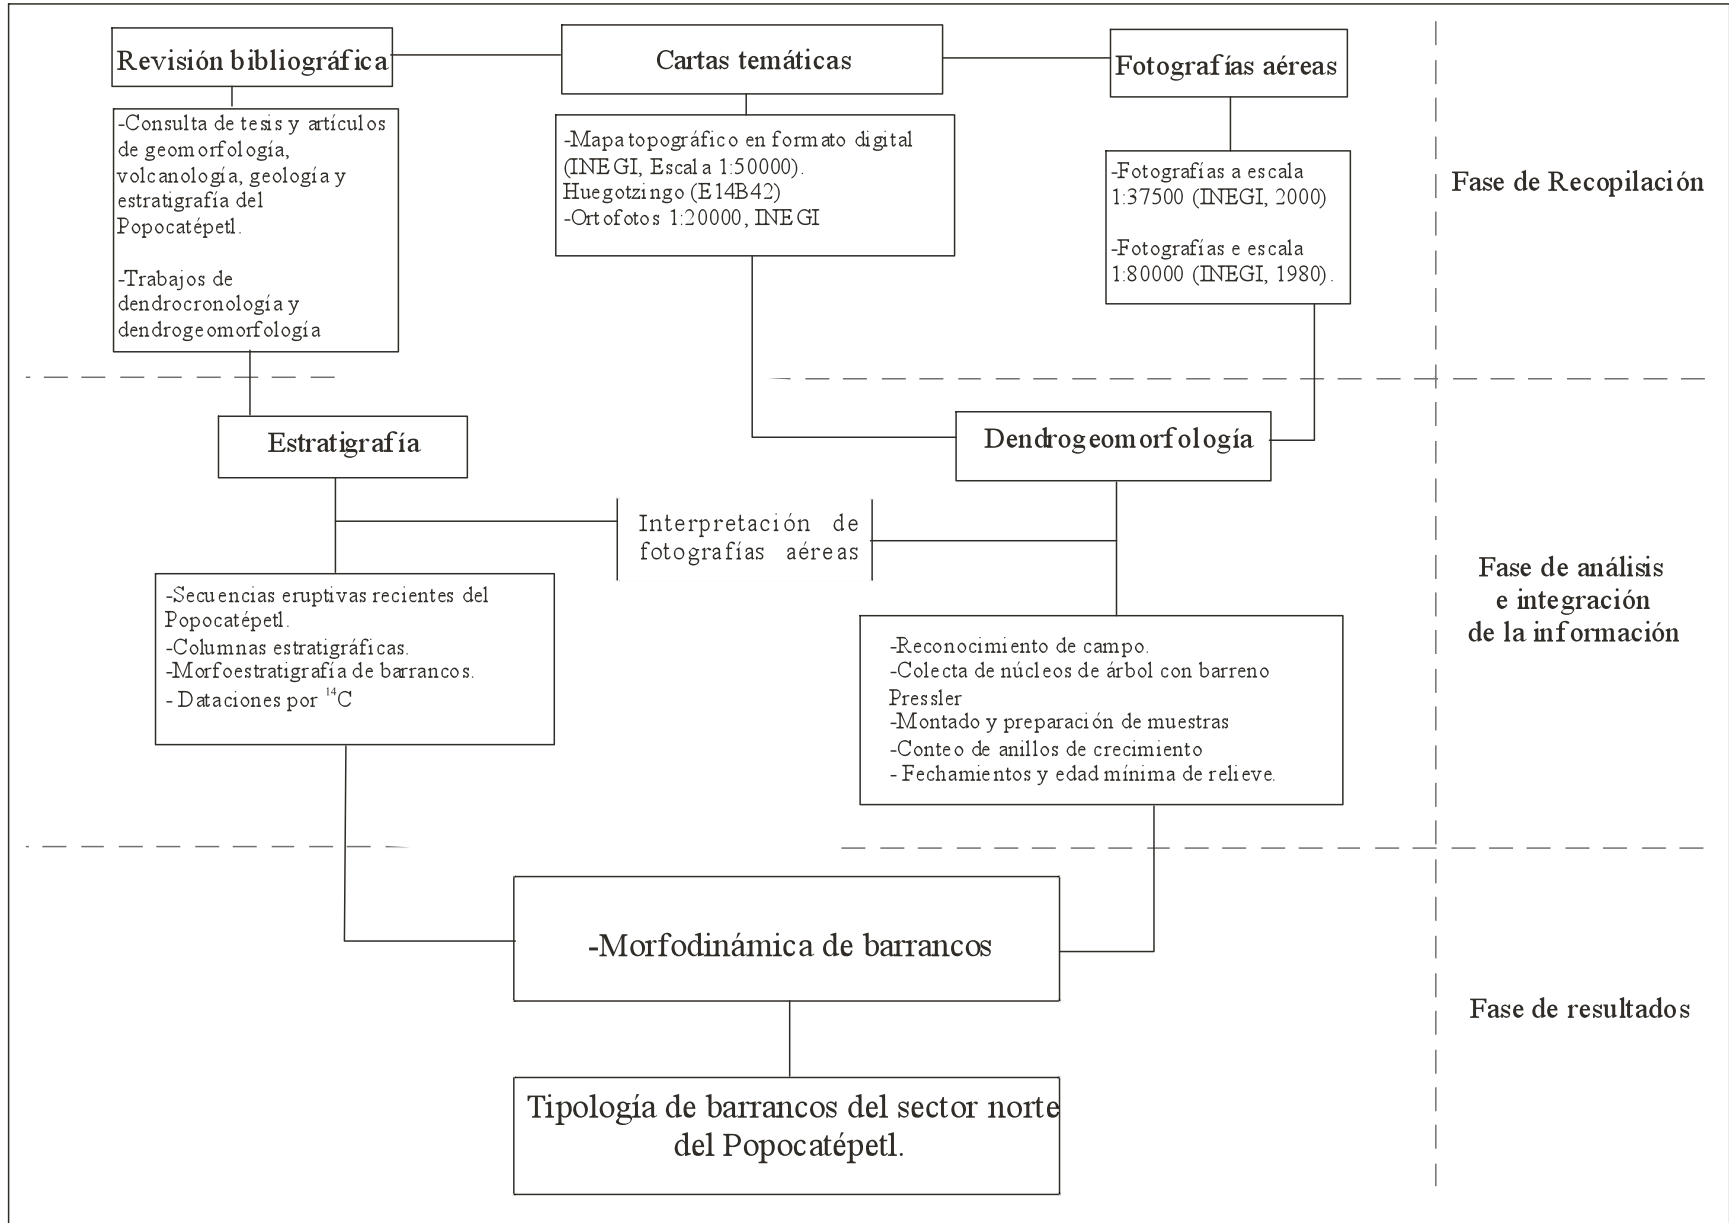 Revisión bibliográfica
Cartas temáticas
Fotografías aéreas
-Consulta de tesis y artículos
de geomorfología,
volcanología, geología y
estratigrafía del
Popocatépetl.
-Trabajos de
dendrocronología y
dendrogeomorfología
-Mapa topográfico en formato digital
(INEGI, Escala 1:50000).
Huegotzingo (E14B42)
-Ortofotos 1:20000, INEGI
-Fotografías a escala
1:37500 (INEGI, 2000)
-Fotografías e escala
1:80000 (INEGI, 1980).
Fase de Recopilación
Estratigrafía
Dendrogeomorfología
Interpretación de
fotografías aéreas
-Secuencias eruptivas recientes del
Popocatépetl.
-Columnas estratigráficas.
-Morfoestratigrafía de barrancos.
- Dataciones por ¹⁴C
-Reconocimiento de campo.
-Colecta de núcleos de árbol con barreno
Pressler
-Montado y preparación de muestras
-Conteo de anillos de crecimiento
- Fechamientos y edad mínima de relieve.
Fase de análisis
e integración
de la información
-Morfodinámica de barrancos
Tipología de barrancos del sector norte
del Popocatépetl.
Fase de resultados